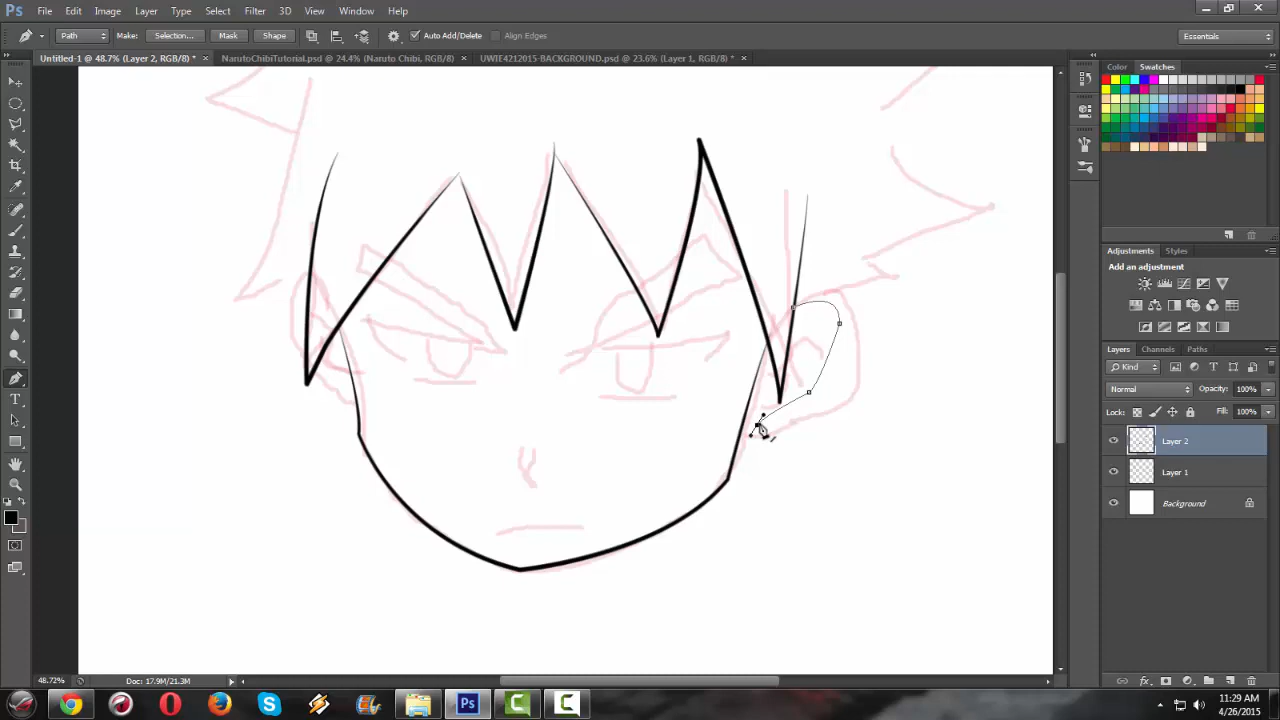 Ps File Edit Image Layer Type Select Filter 3D View Window Help
Path Make: Selection... Mask Shape Auto Add/Delete Align Edges Essentials
Untitled-1 @ 48.7% (Layer 2, RGB/8) * × NarutoChibiTutorial.psd @ 24.4% (Naruto Chibi, RGB/8) × UWIE4212015-BACKGROUND.psd @ 23.6% (Layer 1, RGB/8) * ×
Color Swatches
Adjustments Styles
Add an adjustment
Layers Channels Paths
Kind
Normal Opacity: 100%
Lock: Fill: 100%
Layer 2
Layer 1
Background
48.72% Doc: 17.9M/21.3M
Ps
11:29 AM
4/26/2015